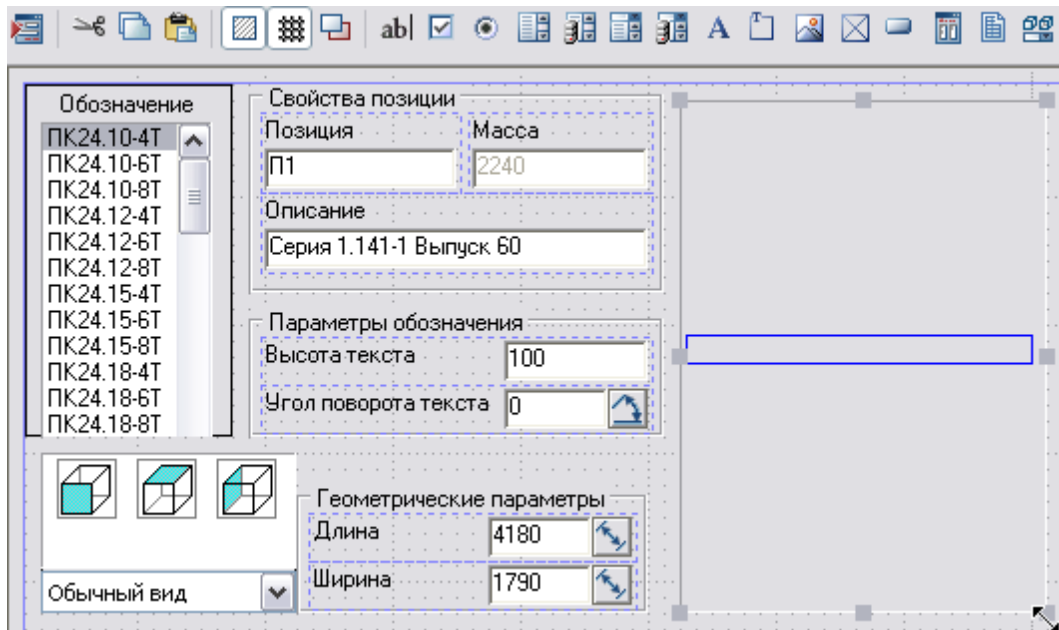 ab|
A
Обозначение
ПК24.10-4Т
ПК24.10-6Т
ПК24.10-8Т
ПК24.12-4Т
ПК24.12-6Т
ПК24.12-8Т
ПК24.15-4Т
ПК24.15-6Т
ПК24.15-8Т
ПК24.18-4Т
ПК24.18-6Т
ПК24.18-8Т
Свойства позиции
Позиция Масса
П1 2240
Описание
Серия 1.141-1 Выпуск 60
Параметры обозначения
Высота текста 100
Угол поворота текста 0
Обычный вид
Геометрические параметры
Длина 4180
Ширина 1790